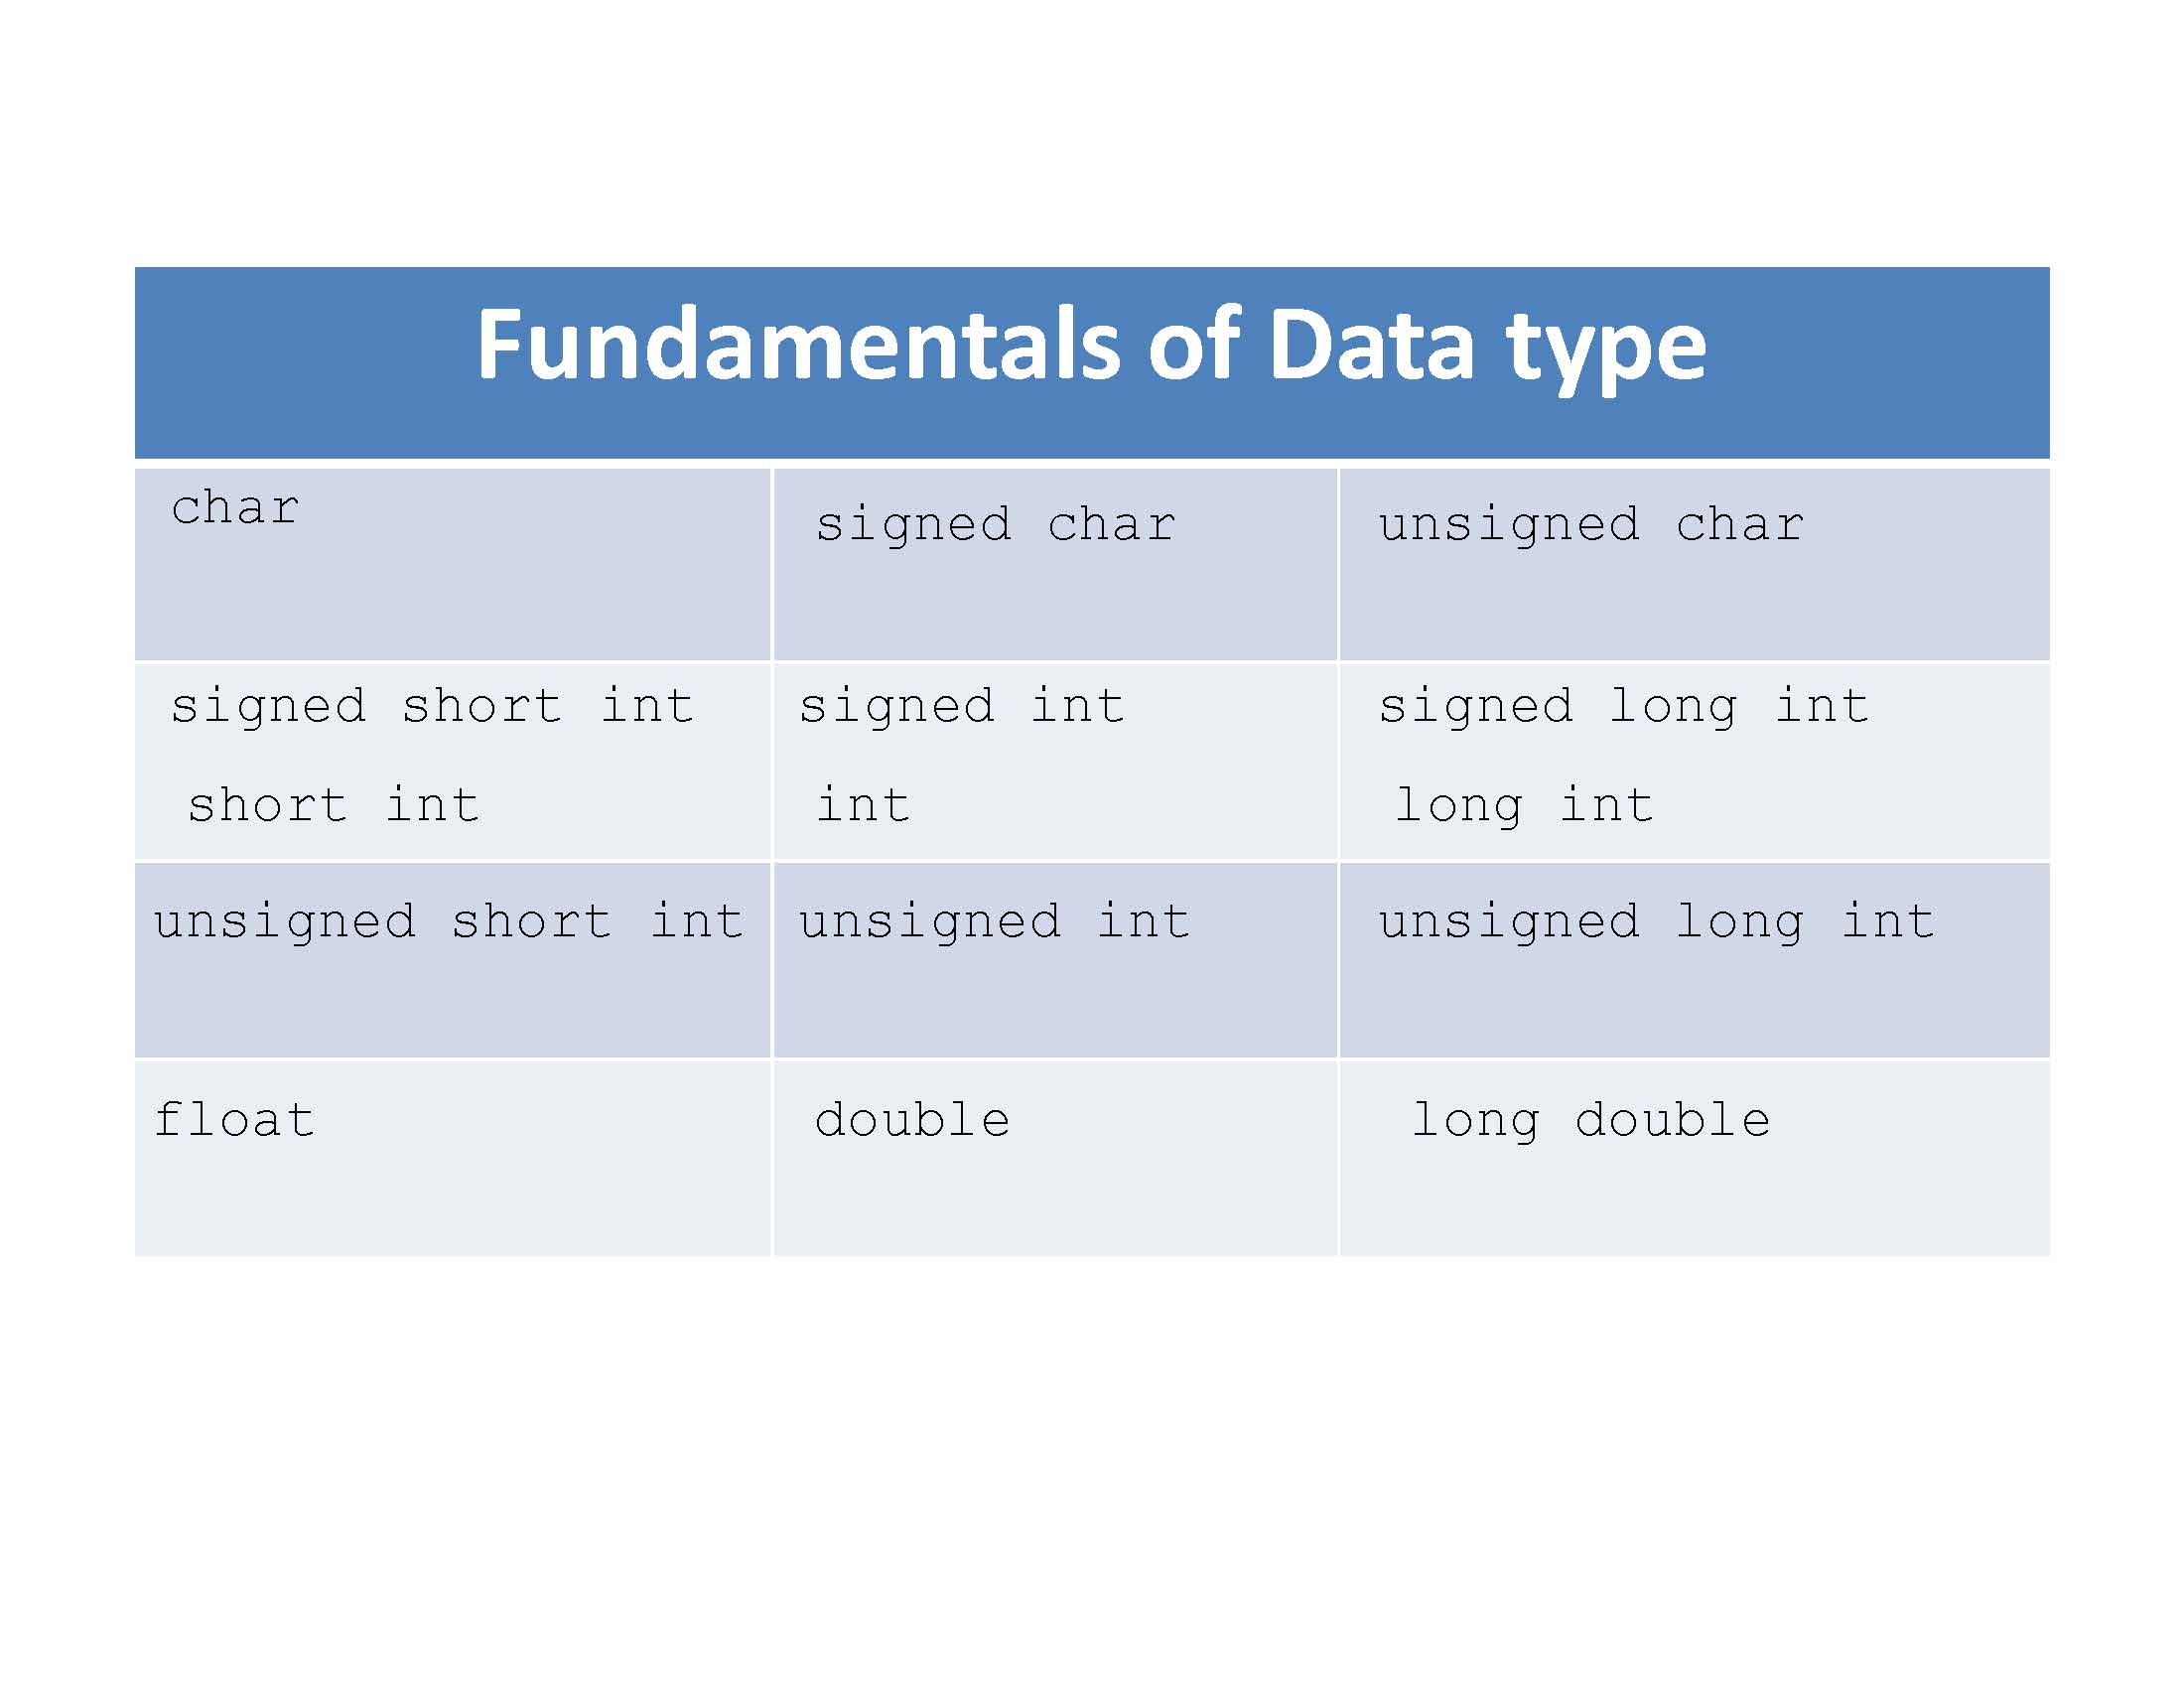 Fundamentals of Data type
char
signed char
unsigned char
signed short int
short int
signed int
int
signed long int
long int
unsigned short int
unsigned int
unsigned long int
float
double
long double